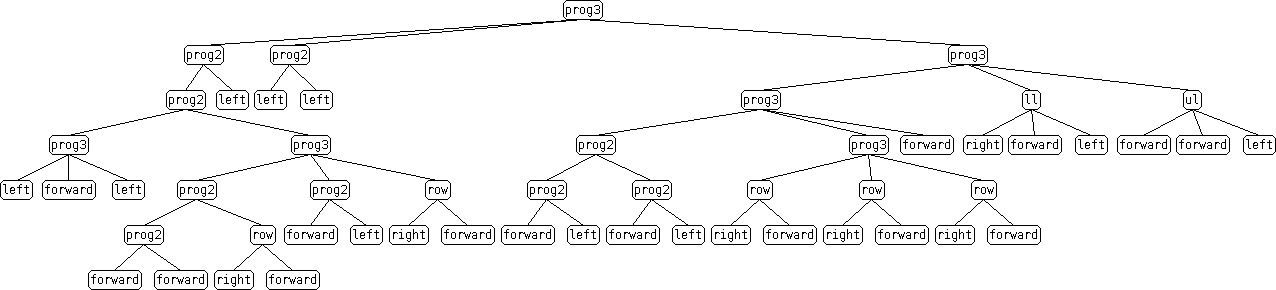 prog3
prog2 prog2 prog3
prog2 left left left prog3 ll ul
prog3 prog3 prog2 prog3 forward right forward left forward forward left
left forward left prog2 prog2 row prog2 prog2 row row row
prog2 row forward left right forward forward left forward left right forward right forward right forward
forward forward right forward